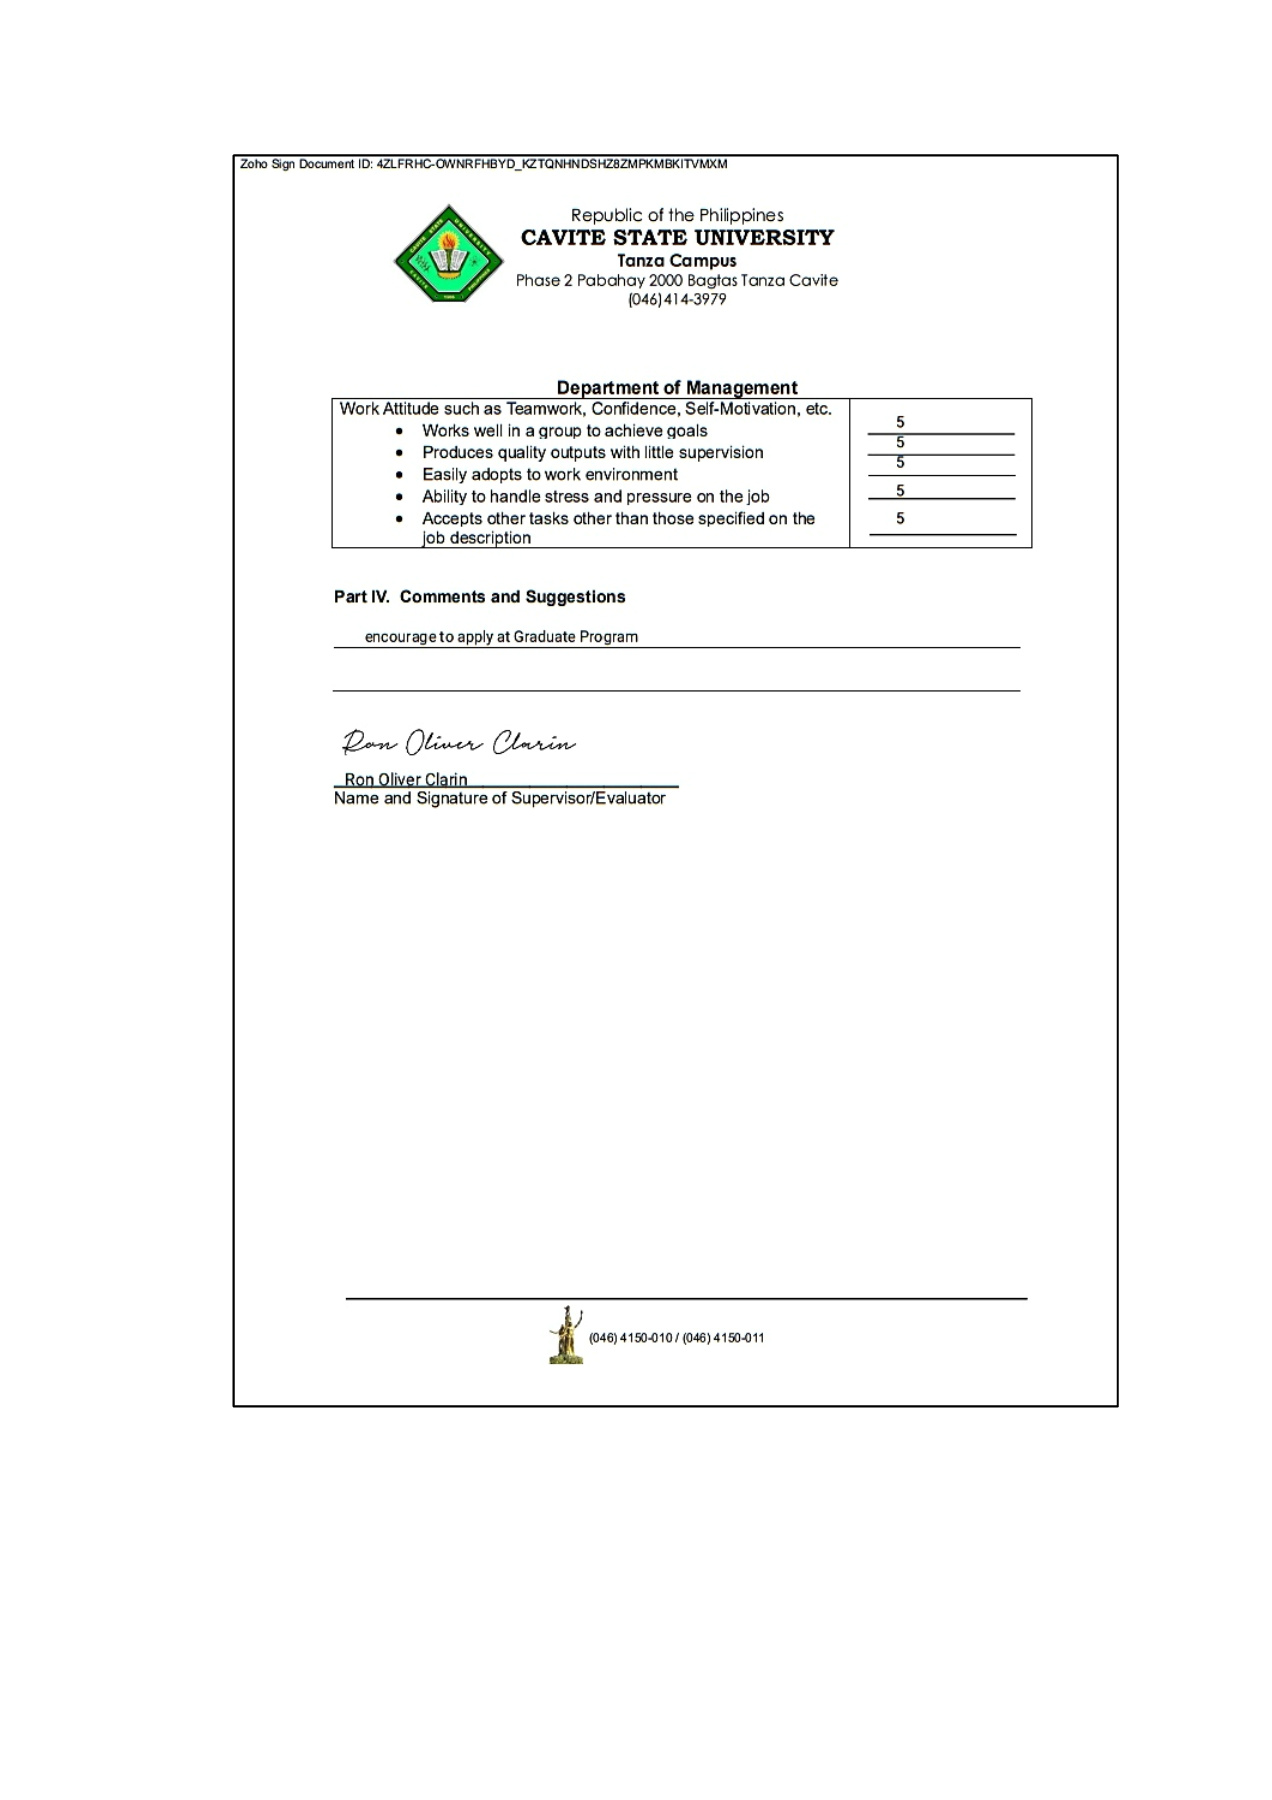 Zoho Sign Document ID: 4ZLFRHC-OWNRFHBYD_KZTQNHNDSHZ8ZMPKMBKITVMXM
Republic of the Philippines
CAVITE STATE UNIVERSITY
Tanza Campus
Phase 2 Pabahay 2000 Bagtas Tanza Cavite
(046)414-3979
CAVITE STATE UNIVERSITY
CAVITE PHILIPPINES
Department of Management
Work Attitude such as Teamwork, Confidence, Self-Motivation, etc.
• Works well in a group to achieve goals 5
• Produces quality outputs with little supervision 5
• Easily adopts to work environment 5
• Ability to handle stress and pressure on the job 5
• Accepts other tasks other than those specified on the 5
job description
Part IV. Comments and Suggestions
encourage to apply at Graduate Program
Ron Oliver Clarin
Ron Oliver Clarin
Name and Signature of Supervisor/Evaluator
(046) 4150-010 / (046) 4150-011